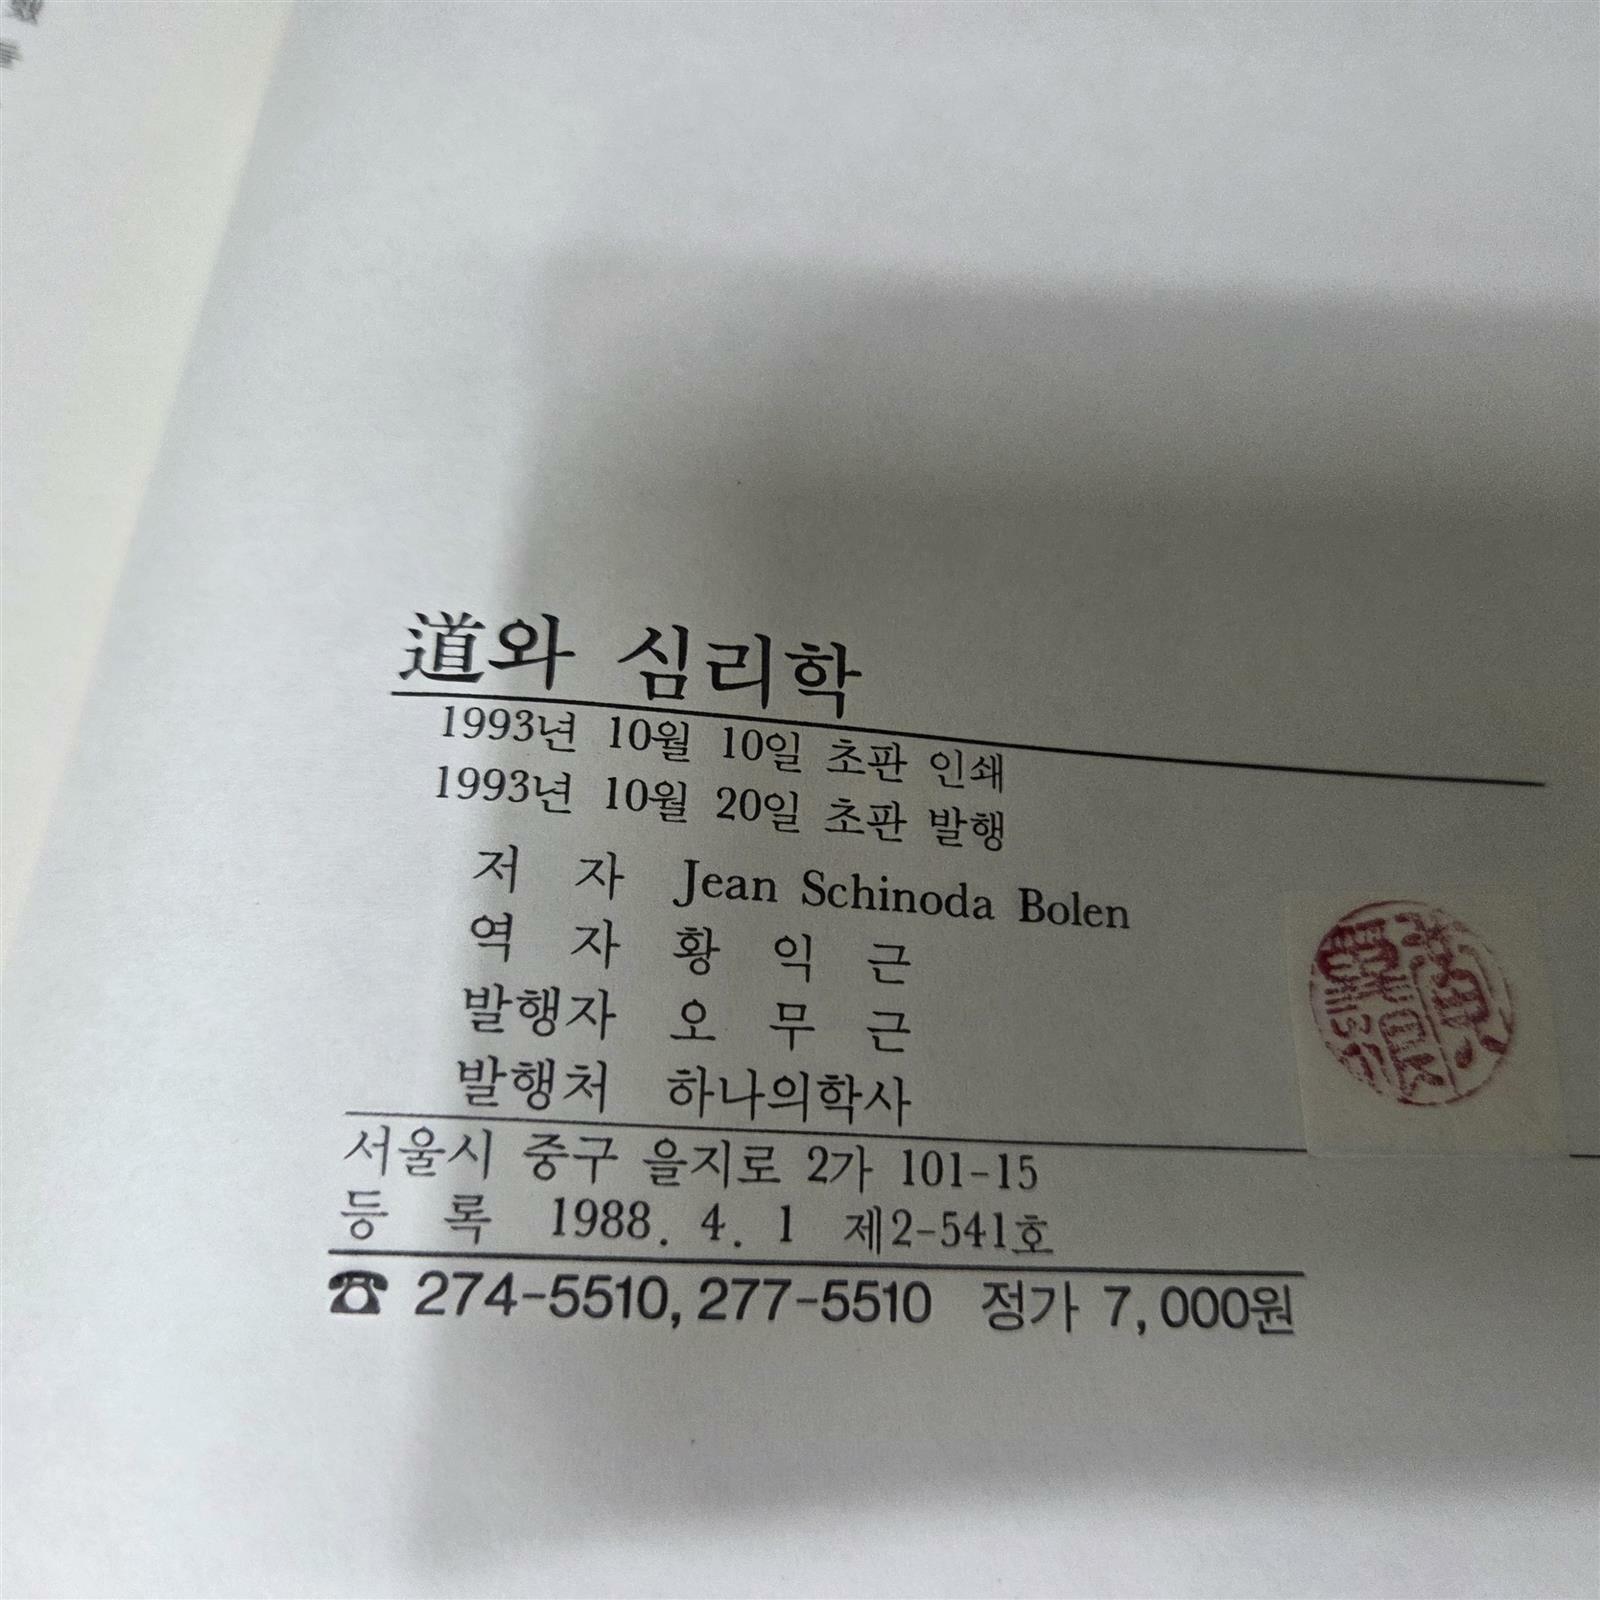 道와 심리학
1993년 10월 10일 초판 인쇄
1993년 10월 20일 초판 발행
저 자 Jean Schinoda Bolen
역 자 황 익 근
발행자 오 무 근
발행처 하나의학사
서울시 중구 을지로 2가 101-15
등 록 1988. 4. 1 제2-541호
☎ 274-5510, 277-5510 정가 7,000원